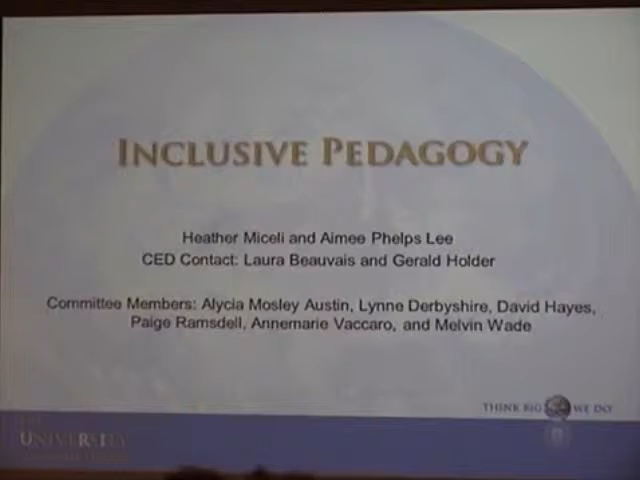 INCLUSIVE PEDAGOGY
Heather Miceli and Aimee Phelps Lee
CED Contact: Laura Beauvais and Gerald Holder
Committee Members: Alycia Mosley Austin, Lynne Derbyshire, David Hayes,
Paige Ramsdell, Annemarie Vaccaro, and Melvin Wade
THINK BIG WE DO
UNIVERSITY